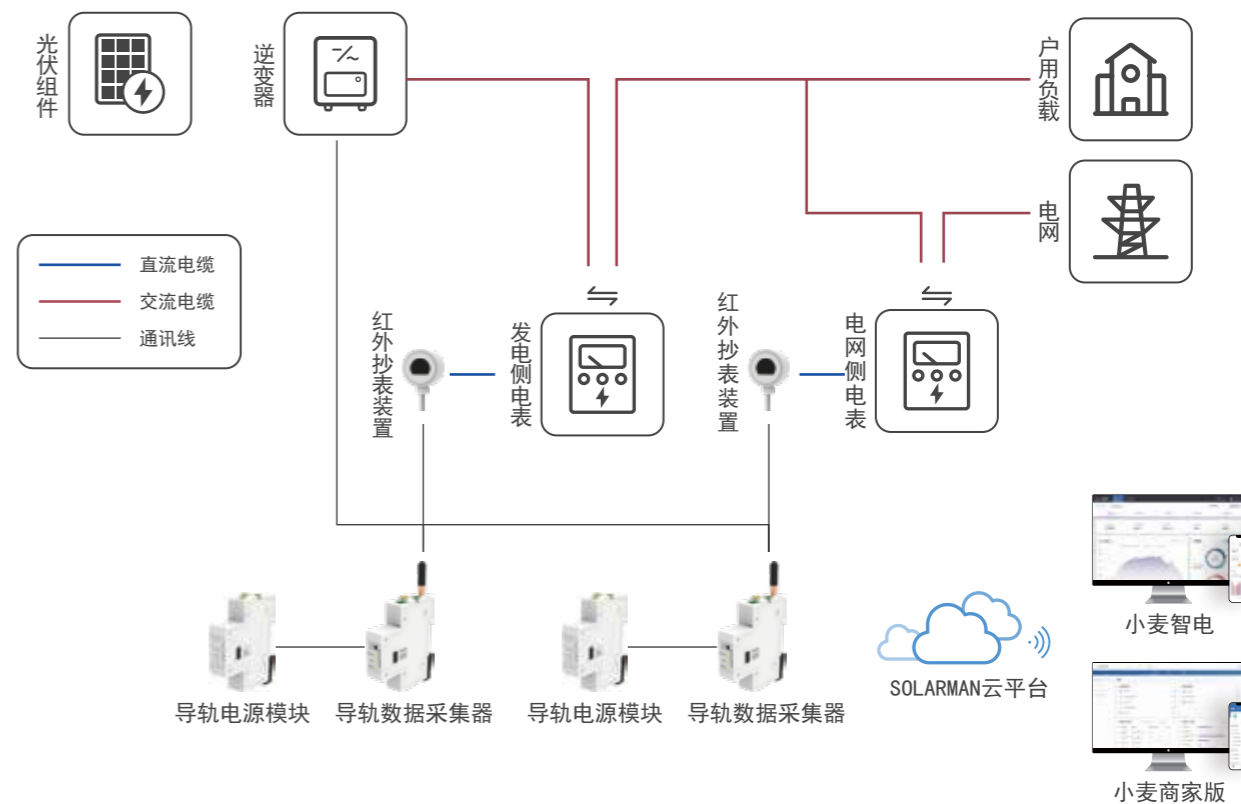 光伏组件
逆变器
户用负载
电网
直流电缆
交流电缆
通讯线
红外抄表装置
发电侧电表
红外抄表装置
电网侧电表
导轨电源模块
导轨数据采集器
导轨电源模块
导轨数据采集器
SOLARMAN云平台
小麦智电
小麦商家版